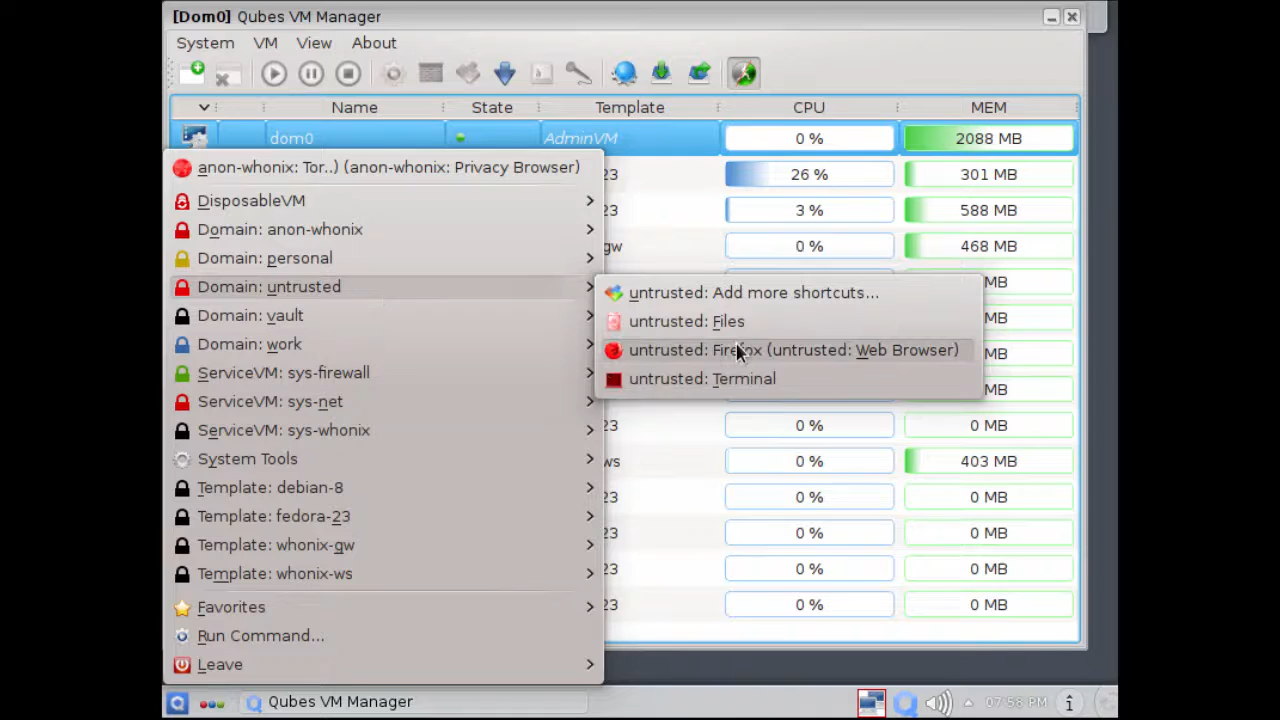 [Dom0] Qubes VM Manager
System VM View About
Name State Template CPU MEM
dom0 AdminVM 0 % 2088 MB
anon-whonix: Tor..) (anon-whonix: Privacy Browser) 23 26 % 301 MB
DisposableVM 23 3 % 588 MB
Domain: anon-whonix gw 0 % 468 MB
Domain: personal MB
Domain: untrusted untrusted: Add more shortcuts... MB
Domain: vault untrusted: Files MB
Domain: work untrusted: Firefox (untrusted: Web Browser) MB
ServiceVM: sys-firewall untrusted: Terminal
ServiceVM: sys-net 23 0 % 0 MB
ServiceVM: sys-whonix ws 0 % 403 MB
System Tools 23 0 % 0 MB
Template: debian-8 23 0 % 0 MB
Template: fedora-23 23 0 % 0 MB
Template: whonix-gw 23 0 % 0 MB
Template: whonix-ws
Favorites
Run Command...
Leave
Qubes VM Manager 07:58 PM